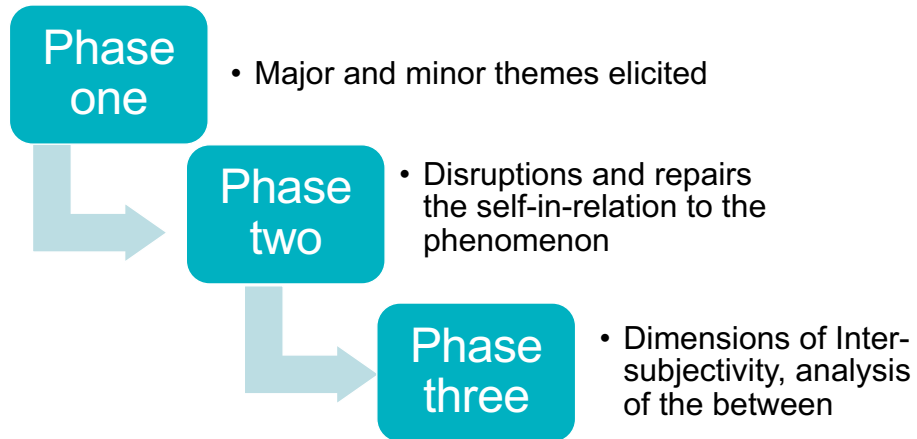 Phase
one
• Major and minor themes elicited
Phase
two
• Disruptions and repairs
the self-in-relation to the
phenomenon
Phase
three
• Dimensions of Inter-
subjectivity, analysis
of the between